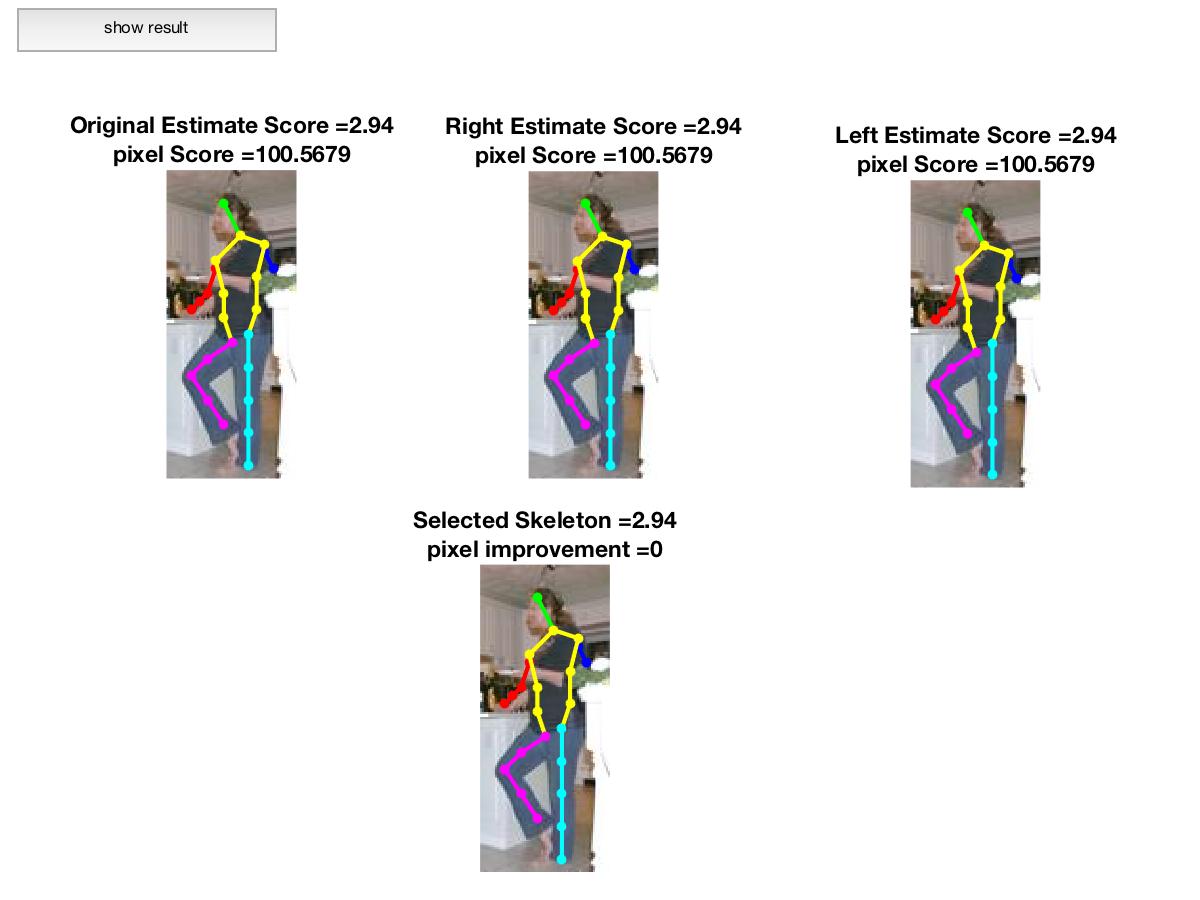 show result
Original Estimate Score =2.94
pixel Score =100.5679
Right Estimate Score =2.94
pixel Score =100.5679
Left Estimate Score =2.94
pixel Score =100.5679
Selected Skeleton =2.94
pixel improvement =0